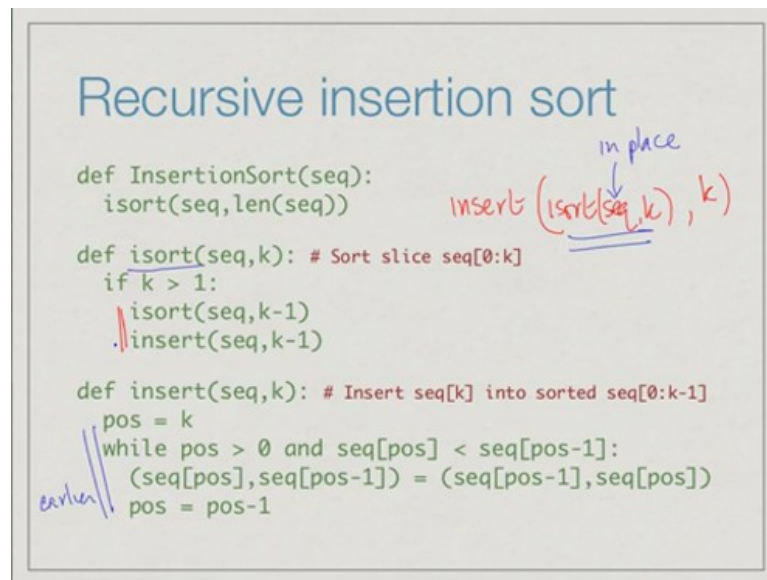 Recursive insertion sort
in place
def InsertionSort(seq):
isort(seq,len(seq))
insert (isort(seq,k), k)
def isort(seq,k): # Sort slice seq[0:k]
if k > 1:
isort(seq,k-1)
insert(seq,k-1)
def insert(seq,k): # Insert seq[k] into sorted seq[0:k-1]
pos = k
while pos > 0 and seq[pos] < seq[pos-1]:
(seq[pos],seq[pos-1]) = (seq[pos-1],seq[pos])
earlier
pos = pos-1